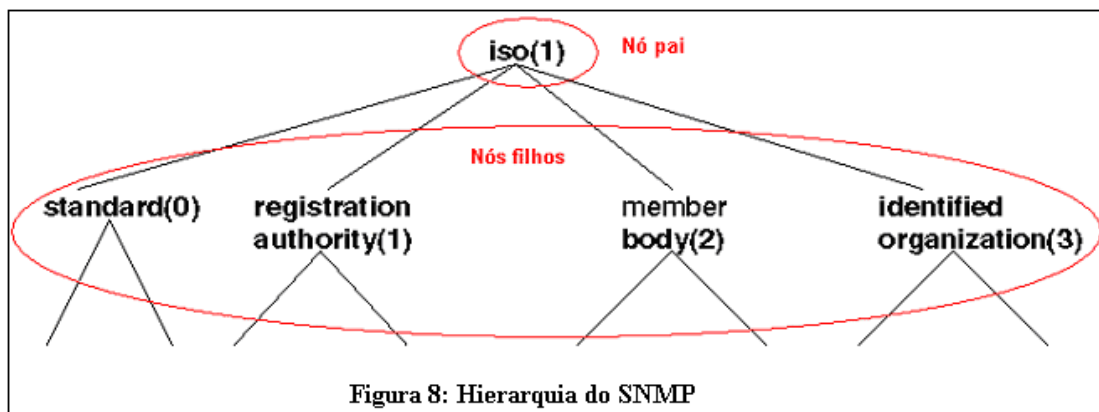 iso(1)
Nó pai
Nós filhos
standard(0)
registration
authority(1)
member
body(2)
identified
organization(3)
Figura 8: Hierarquia do SNMP